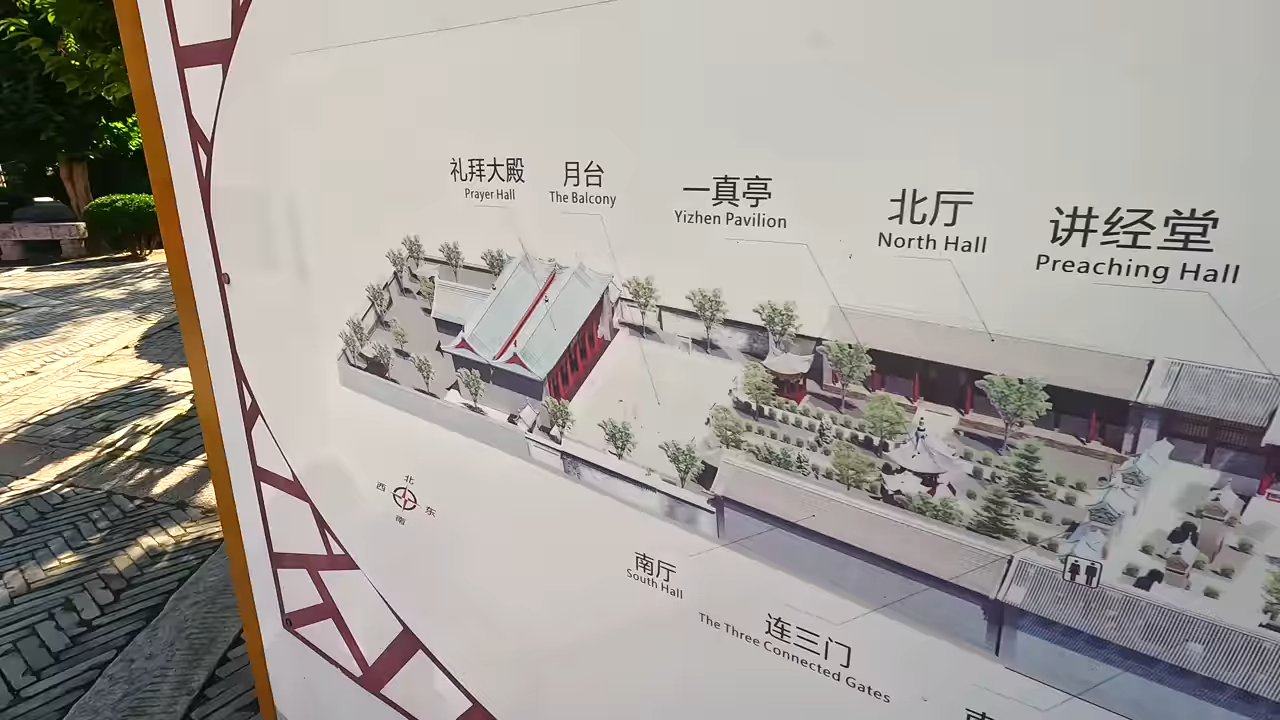 礼拜大殿
Prayer Hall
月台
The Balcony
一真亭
Yizhen Pavilion
北厅
North Hall
讲经堂
Preaching Hall
北
西
东
南
南厅
South Hall
连三门
The Three Connected Gates